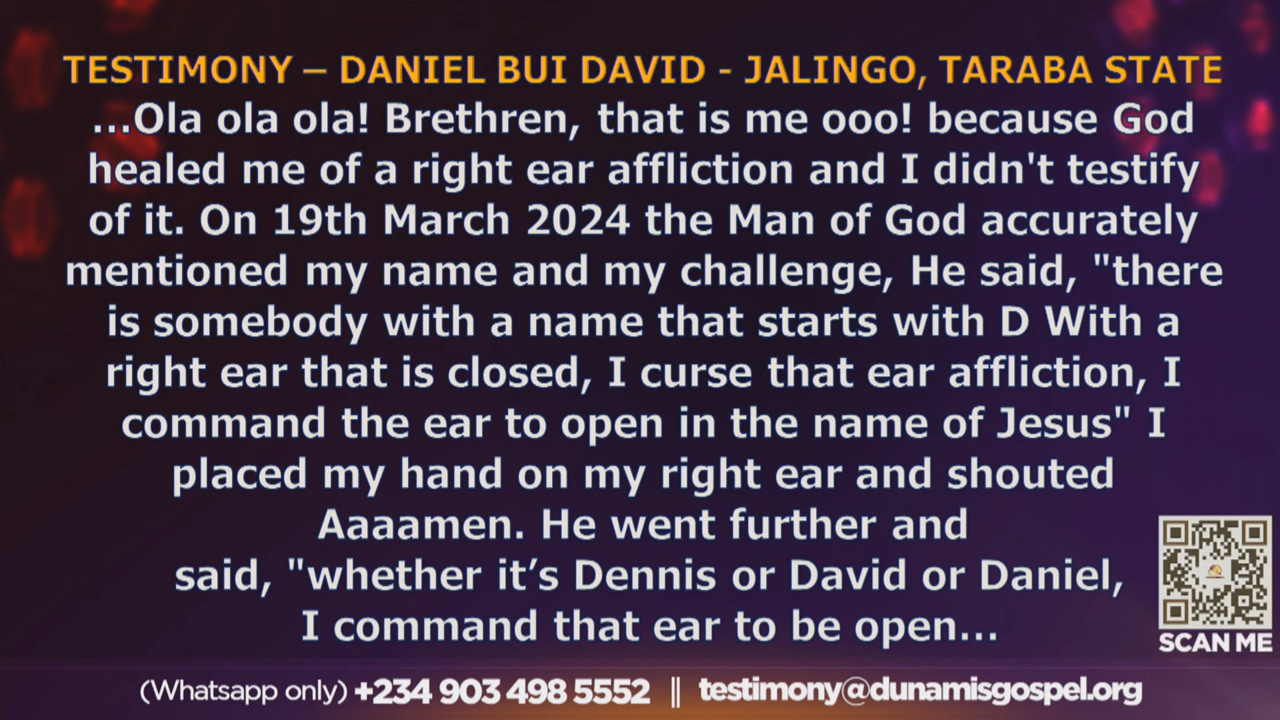 TESTIMONY – DANIEL BUI DAVID - JALINGO, TARABA STATE
...Ola ola ola! Brethren, that is me ooo! because God
healed me of a right ear affliction and I didn't testify
of it. On 19th March 2024 the Man of God accurately
mentioned my name and my challenge, He said, "there
is somebody with a name that starts with D With a
right ear that is closed, I curse that ear affliction, I
command the ear to open in the name of Jesus" I
placed my hand on my right ear and shouted
Aaaamen. He went further and
said, "whether it’s Dennis or David or Daniel,
I command that ear to be open...
SCAN ME
(Whatsapp only) +234 903 498 5552 || testimony@dunamisgospel.org